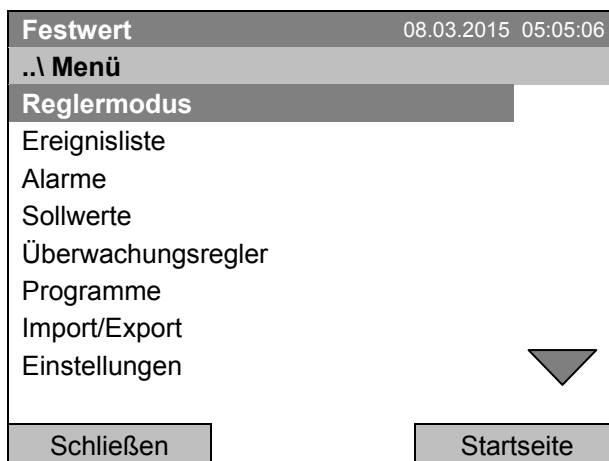 Festwert 08.03.2015 05:05:06
..\ Menü
Reglermodus
Ereignisliste
Alarme
Sollwerte
Überwachungsregler
Programme
Import/Export
Einstellungen
Schließen Startseite